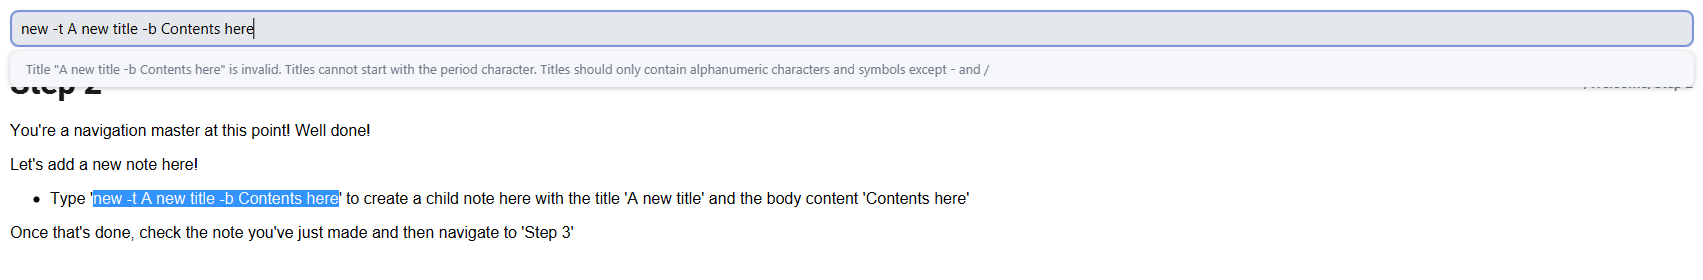 new -t A new title -b Contents here
Title "A new title -b Contents here" is invalid. Titles cannot start with the period character. Titles should only contain alphanumeric characters and symbols except - and /
Step 2
You're a navigation master at this point! Well done!
Let's add a new note here!
• Type 'new -t A new title -b Contents here' to create a child note here with the title 'A new title' and the body content 'Contents here'
Once that's done, check the note you've just made and then navigate to 'Step 3'